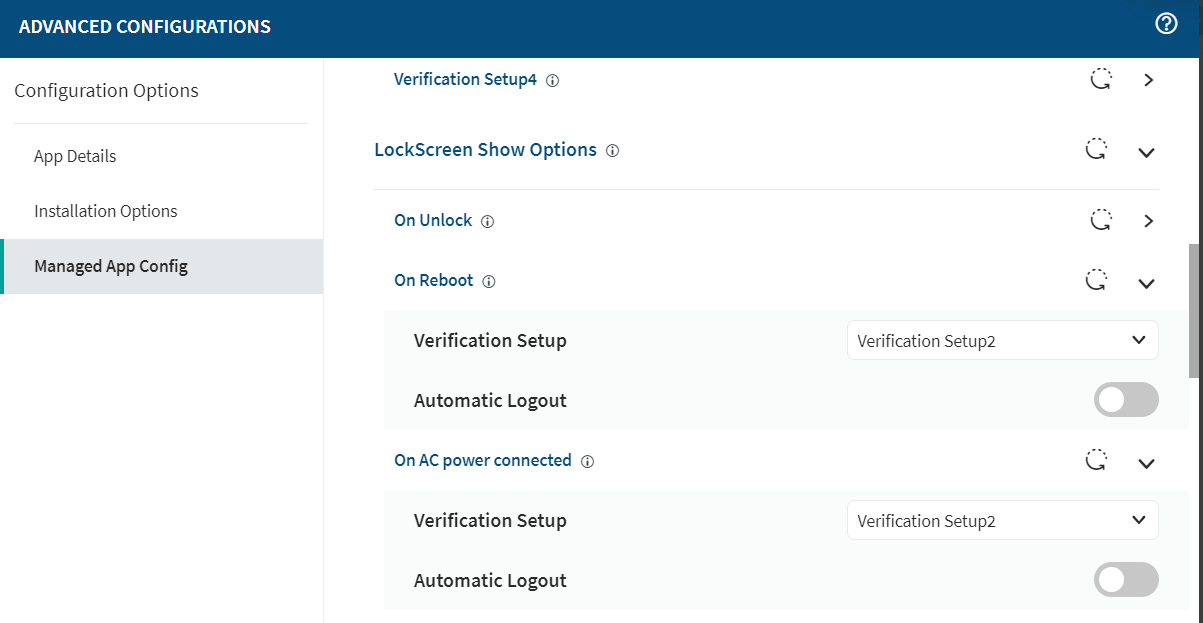 ADVANCED CONFIGURATIONS
Configuration Options
App Details
Installation Options
Managed App Config
Verification Setup4
LockScreen Show Options
On Unlock
On Reboot
Verification Setup Verification Setup2
Automatic Logout
On AC power connected
Verification Setup Verification Setup2
Automatic Logout